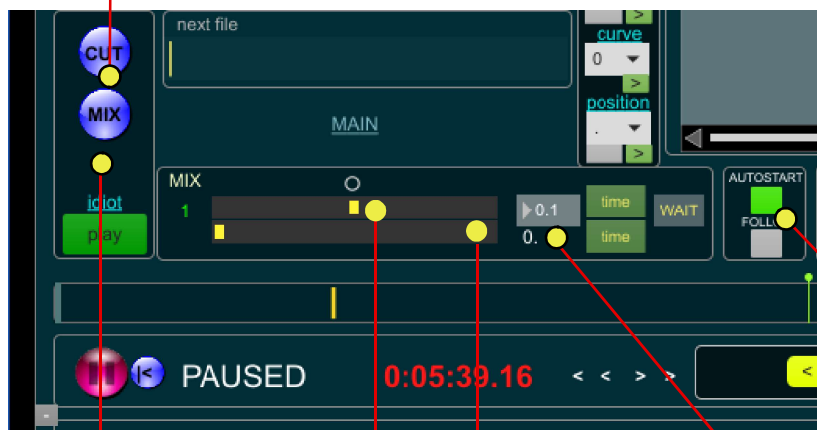 next file
CUT
curve
0
>
>
MIX
position
.
>
MAIN
MIX
AUTOSTART
idiot
1
0.1
time
WAIT
play
0.
time
PAUSED
0:05:39.16
< < > >
<
-